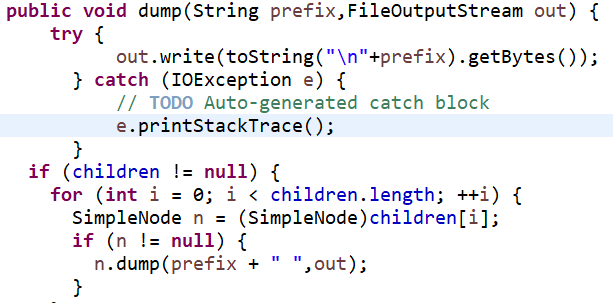 public void dump(String prefix,FileOutputStream out) {
try {
out.write(toString("\n"+prefix).getBytes());
} catch (IOException e) {
// TODO Auto-generated catch block
e.printStackTrace();
}
if (children != null) {
for (int i = 0; i < children.length; ++i) {
SimpleNode n = (SimpleNode)children[i];
if (n != null) {
n.dump(prefix + " ",out);
}